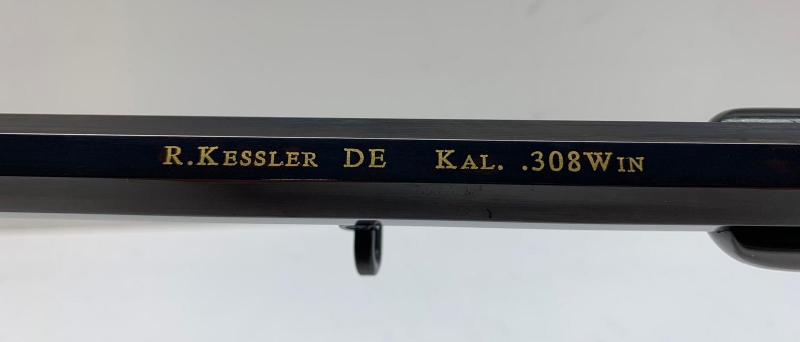 R.KESSLER DE KAL. .308WIN